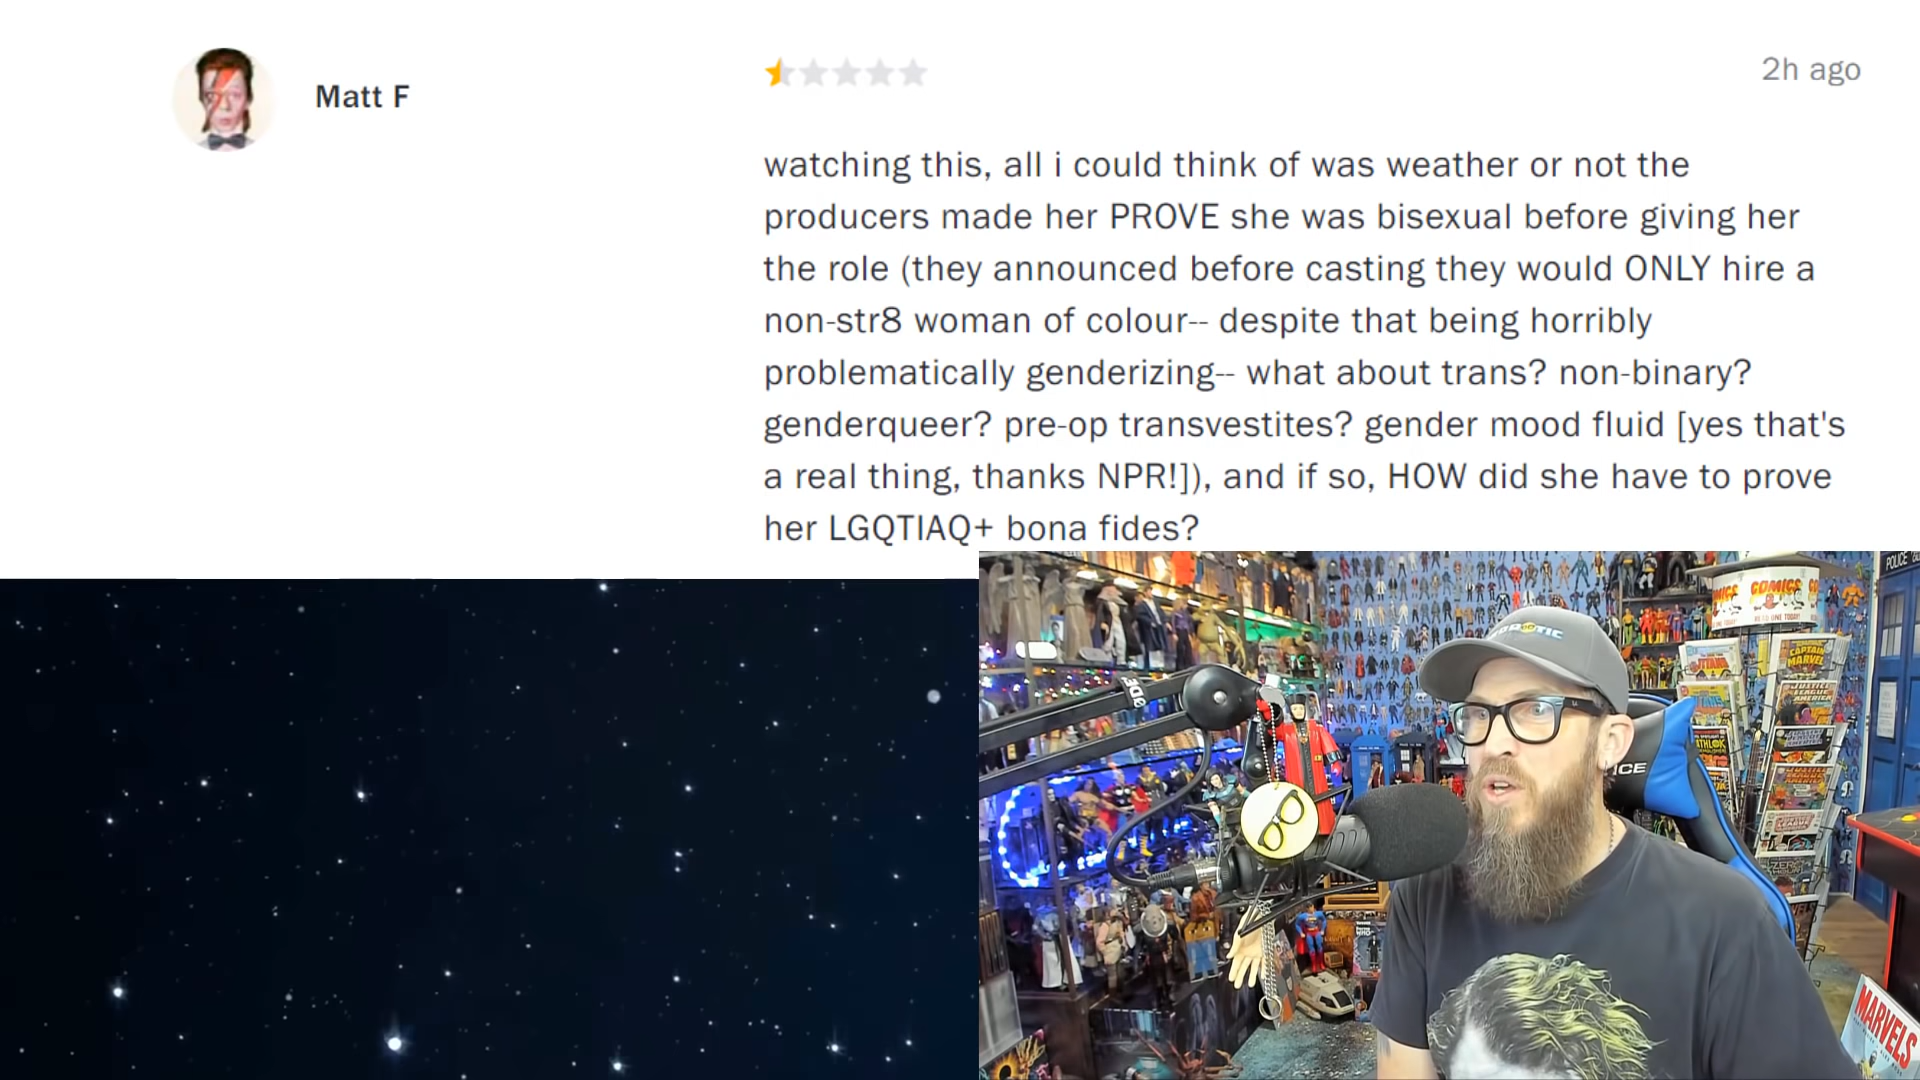 Matt F
2h ago
watching this, all i could think of was weather or not the
producers made her PROVE she was bisexual before giving her
the role (they announced before casting they would ONLY hire a
non-str8 woman of colour-- despite that being horribly
problematically genderizing-- what about trans? non-binary?
genderqueer? pre-op transvestites? gender mood fluid [yes that's
a real thing, thanks NPR!]), and if so, HOW did she have to prove
her LGQTIAQ+ bona fides?
POLICE
COMICS
CAPTAIN
MARVEL
JUSTICE
LEAGUE
AMERICA
MARVELS